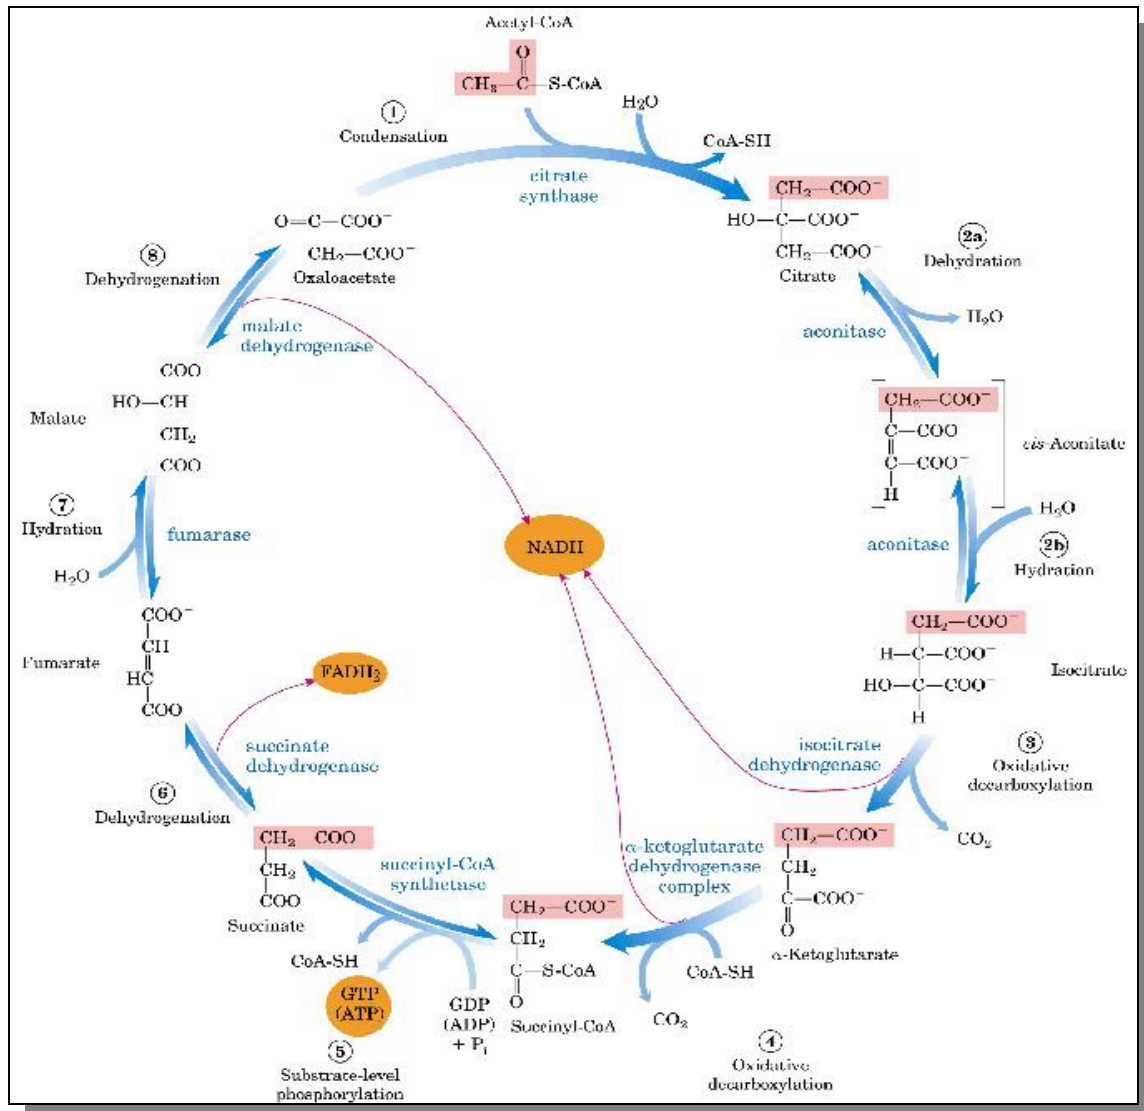 Acetyl-CoA
O
CH₃—C—S-CoA
①
Condensation
H₂O
CoA-SH
citrate
synthase
CH₂—COO⁻
HO—C—COO⁻
CH₂—COO⁻
Citrate
2a
Dehydration
aconitase
H₂O
CH₂—COO⁻
C—COO
C—COO⁻
H
cis-Aconitate
H₂O
aconitase
2b
Hydration
CH₂—COO⁻
H—C—COO⁻
HO—C—COO⁻
H
Isocitrate
③
Oxidative
decarboxylation
isocitrate
dehydrogenase
CO₂
CH₂—COO⁻
CH₂
C—COO⁻
O
α-Ketoglutarate
α-ketoglutarate
dehydrogenase
complex
CoA-SH
CO₂
④
Oxidative
decarboxylation
CH₂—COO⁻
CH₂
C—S-CoA
O
Succinyl-CoA
succinyl-CoA
synthetase
GDP
(ADP)
+ Pᵢ
CoA-SH
GTP
(ATP)
⑤
Substrate-level
phosphorylation
CH₂ COO
CH₂
COO
Succinate
⑥
Dehydrogenation
succinate
dehydrogenase
FADH₂
COO⁻
CH
HC
COO
Fumarate
⑦
Hydration
H₂O
fumarase
COO
HO—CH
CH₂
COO
Malate
⑧
Dehydrogenation
malate
dehydrogenase
O=C—COO⁻
CH₂—COO⁻
Oxaloacetate
NADH